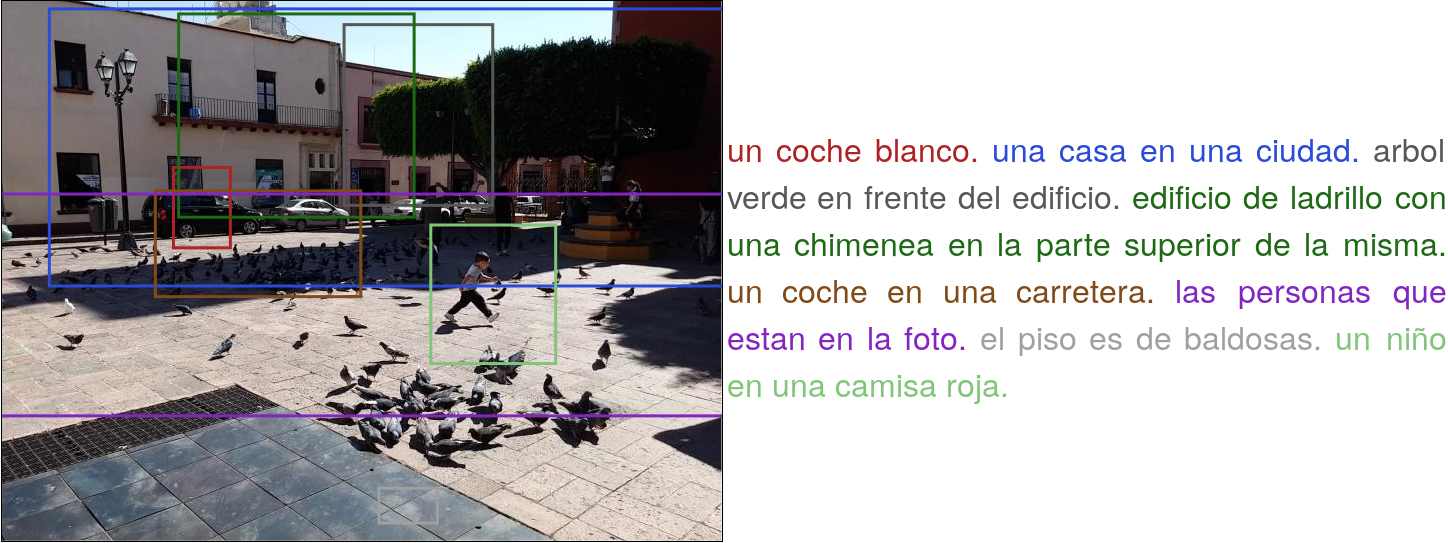 un coche blanco. una casa en una ciudad. arbol
verde en frente del edificio. edificio de ladrillo con
una chimenea en la parte superior de la misma.
un coche en una carretera. las personas que
estan en la foto. el piso es de baldosas. un niño
en una camisa roja.